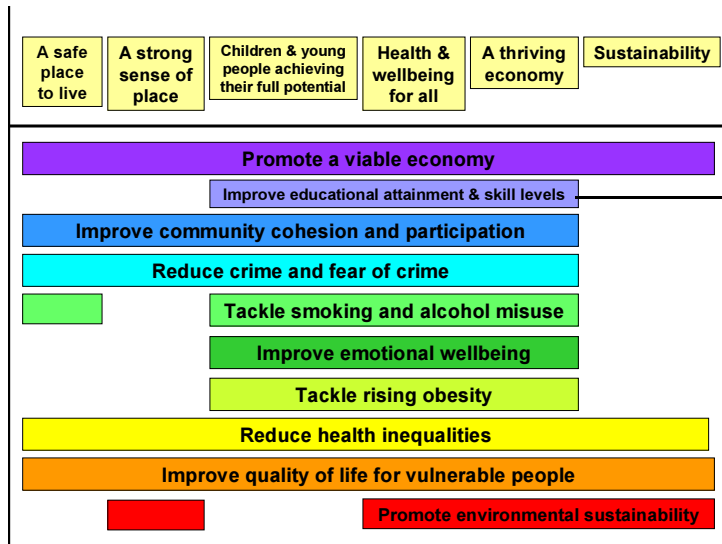 A safe
place
to live
A strong
sense of
place
Children & young
people achieving
their full potential
Health &
wellbeing
for all
A thriving
economy
Sustainability
Promote a viable economy
Improve educational attainment & skill levels
Improve community cohesion and participation
Reduce crime and fear of crime
Tackle smoking and alcohol misuse
Improve emotional wellbeing
Tackle rising obesity
Reduce health inequalities
Improve quality of life for vulnerable people
Promote environmental sustainability